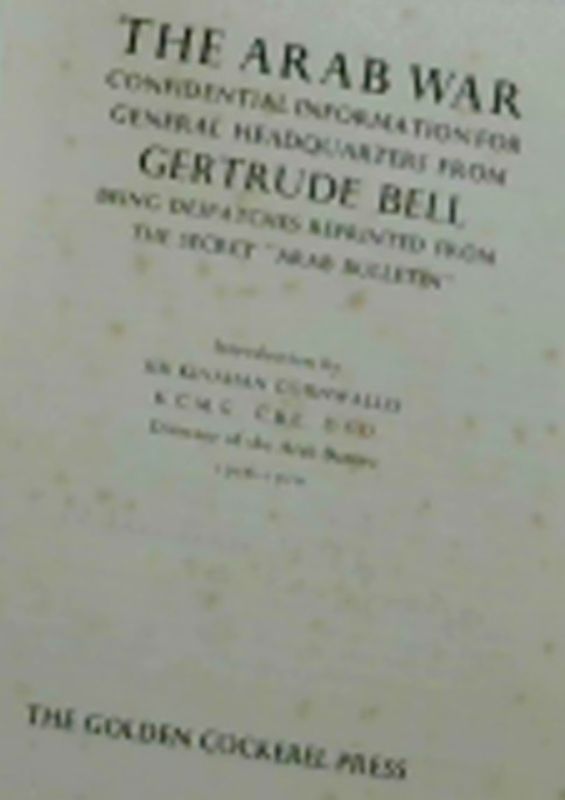 THE ARAB WAR
CONFIDENTIAL INFORMATION FOR
GENERAL HEADQUARTERS FROM
GERTRUDE BELL
BEING DESPATCHES REPRINTED FROM
THE SECRET "ARAB BULLETIN"
Introduction by
SIR KINAHAN CORNWALLIS
K.C.M.G. C.B.E. D.S.O.
Director of the Arab Bureau
THE GOLDEN COCKEREL PRESS